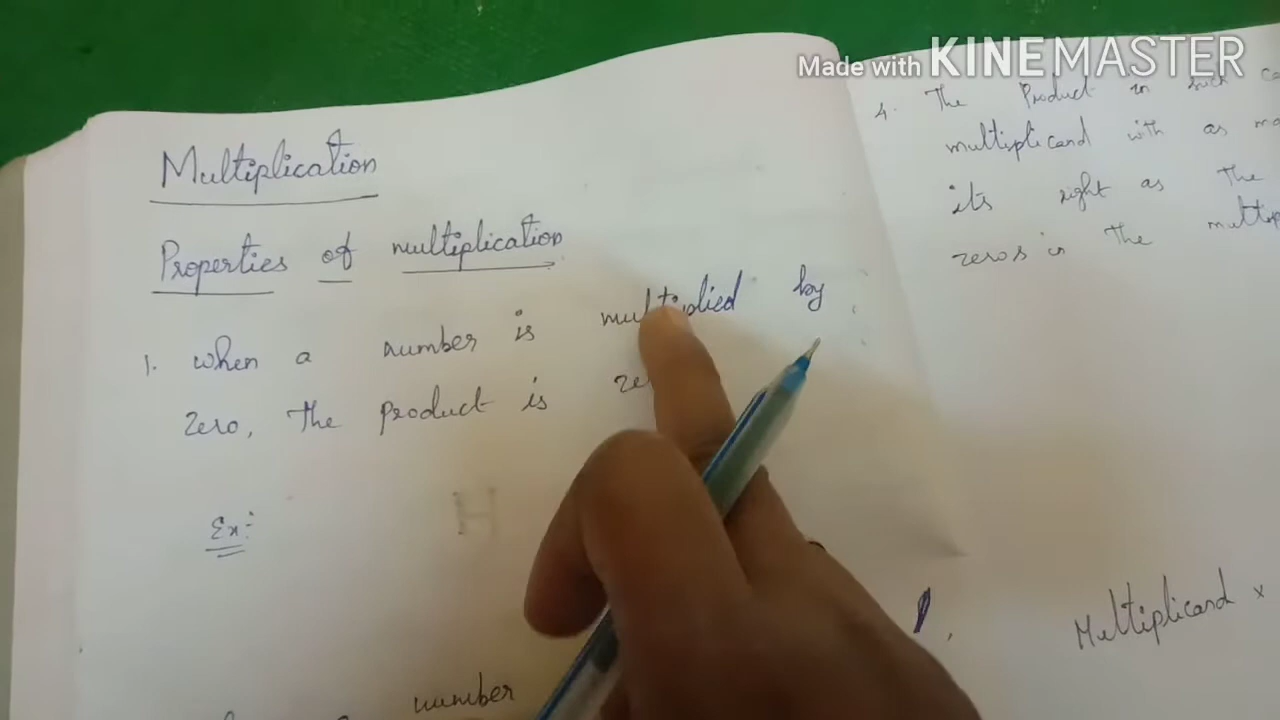 Made with KINEMASTER
Multiplication
Properties of multiplication
1. When a number is multiplied by
zero, The product is
Ex:
number
4. The Product in such
multiplicand with as
its right as The
zeros in The
Multiplicand ×